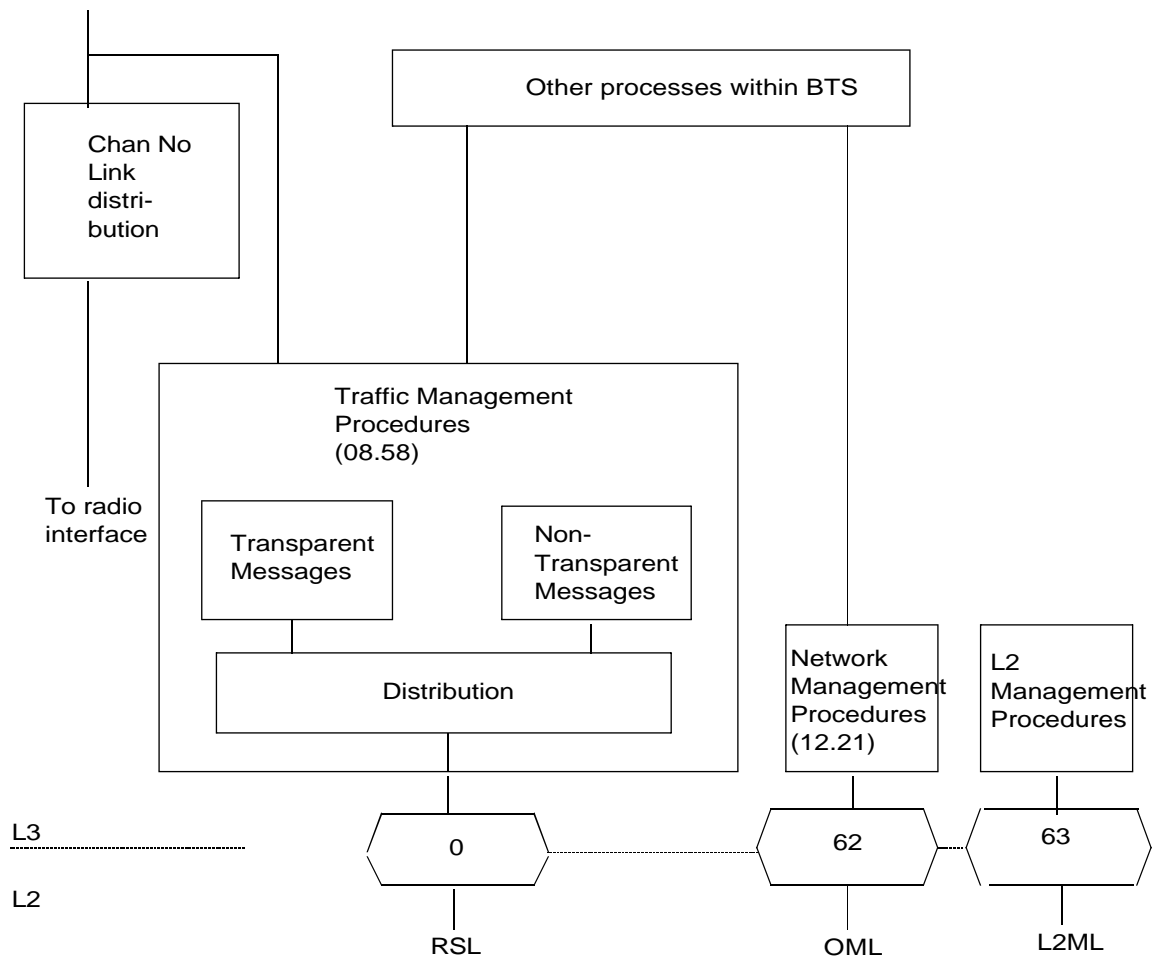 Other processes within BTS
Chan No
Link
distri-
bution
Traffic Management
Procedures
(08.58)
To radio
interface
Transparent
Messages
Non-
Transparent
Messages
Distribution
Network
Management
Procedures
(12.21)
L2
Management
Procedures
L3
0
62
63
L2
RSL
OML
L2ML